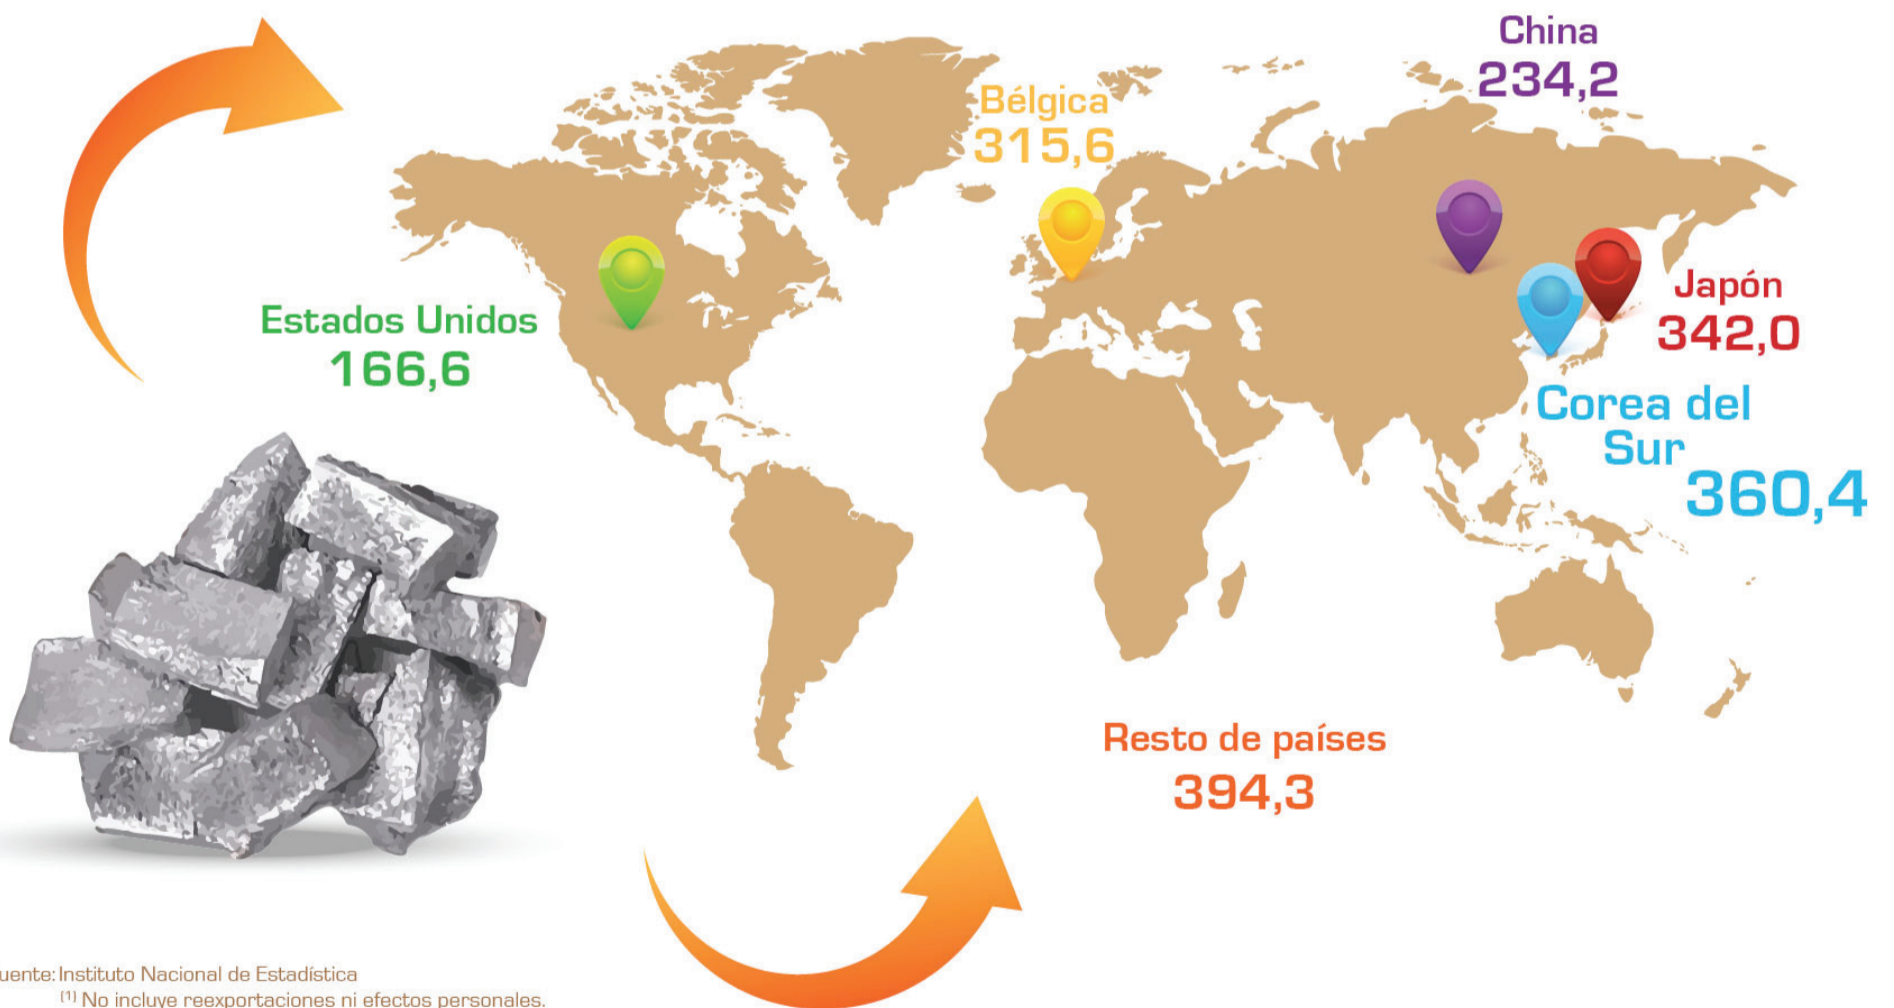 China
234,2
Bélgica
315,6
Estados Unidos
166,6
Japón
342,0
Corea del
Sur
360,4
Resto de países
394,3
uente: Instituto Nacional de Estadística
(1) No incluye reexportaciones ni efectos personales.